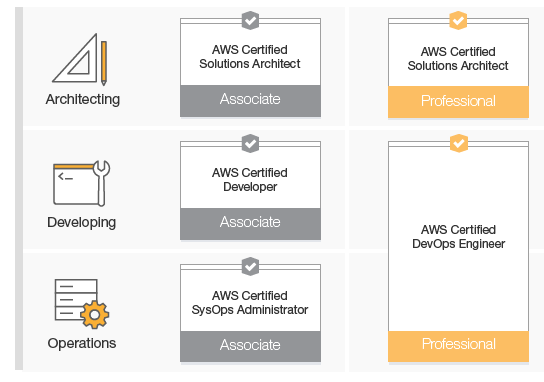 Architecting
AWS Certified
Solutions Architect
Associate
AWS Certified
Solutions Architect
Professional
Developing
AWS Certified
Developer
Associate
AWS Certified
DevOps Engineer
Professional
Operations
AWS Certified
SysOps Administrator
Associate